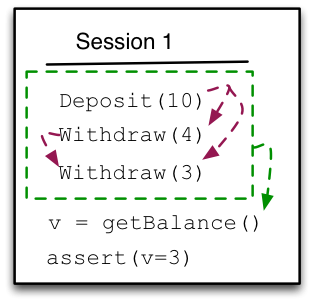 Session 1
Deposit(10)
Withdraw(4)
Withdraw(3)
v = getBalance()
assert(v=3)